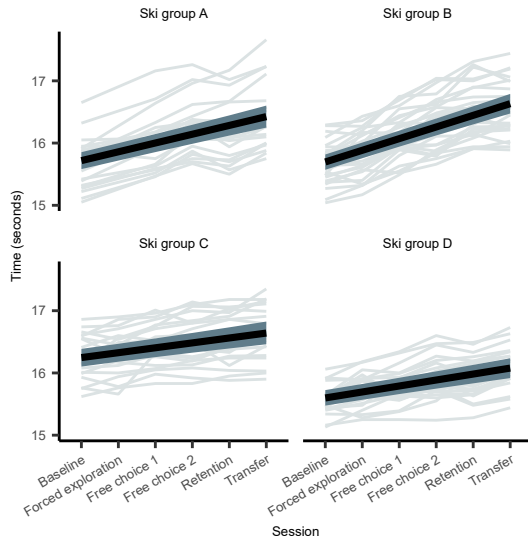 Ski group A
Ski group B
17
16
15
Time (seconds)
Ski group C
Ski group D
17
16
15
Baseline
Forced exploration
Free choice 1
Free choice 2
Retention
Transfer
Baseline
Forced exploration
Free choice 1
Free choice 2
Retention
Transfer
Session